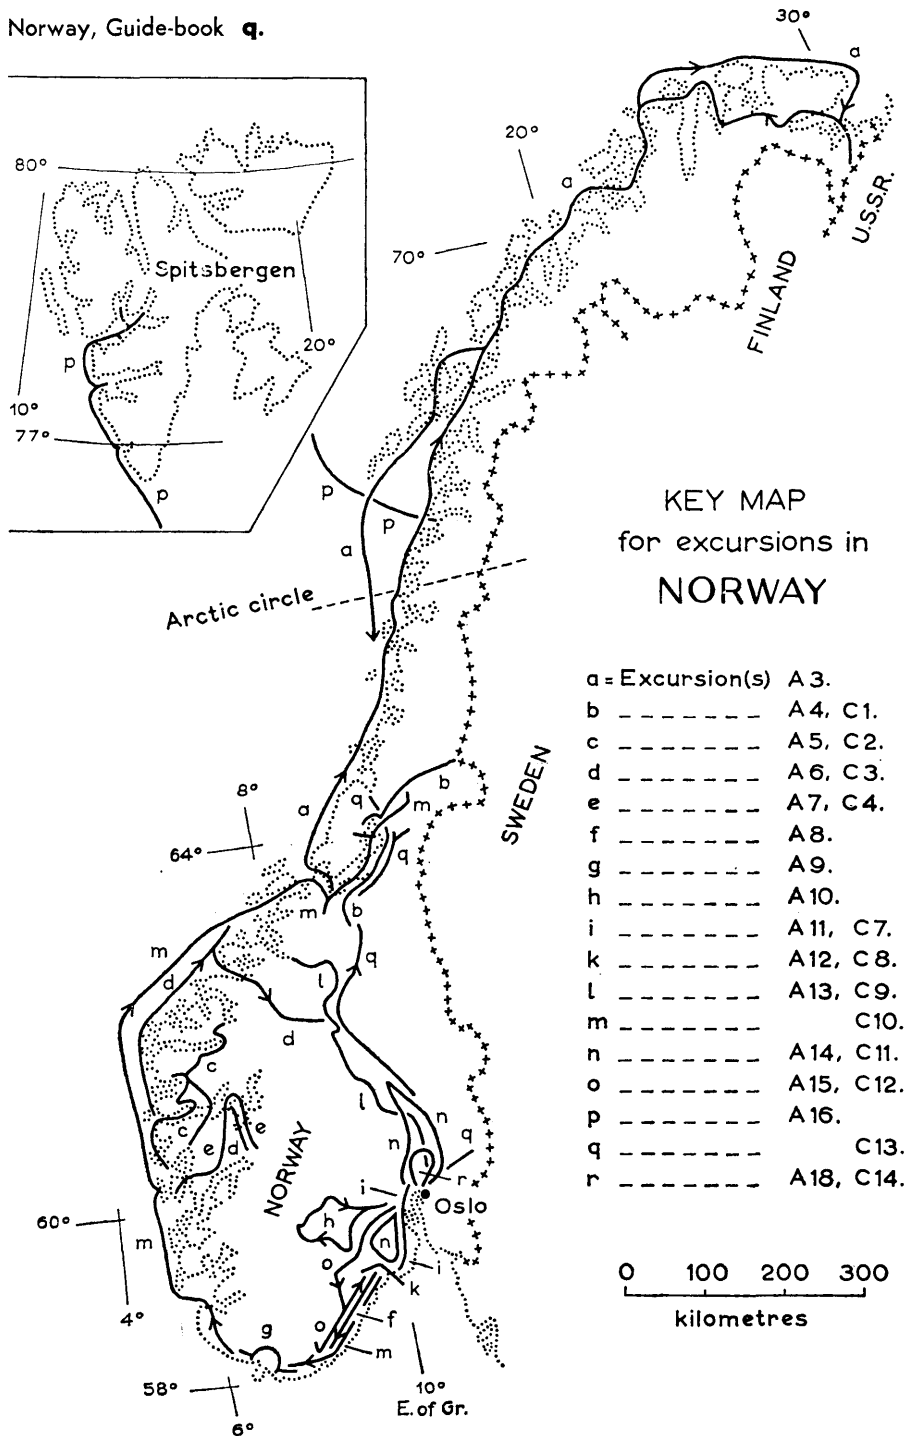 Norway, Guide-book q.
30°
a
80°
20°
a
U.S.S.R.
70°
Spitsbergen
FINLAND
20°
p
10°
77°
p
p
p
a
KEY MAP
for excursions in
NORWAY
Arctic circle
a = Excursion(s) A3.
b _ _ _ _ _ _ _ A4, C1.
c _ _ _ _ _ _ _ A5, C2.
d _ _ _ _ _ _ _ A6, C3.
e _ _ _ _ _ _ _ A7, C4.
f _ _ _ _ _ _ _ A8.
g _ _ _ _ _ _ _ A9.
h _ _ _ _ _ _ _ A10.
i _ _ _ _ _ _ _ A11, C7.
k _ _ _ _ _ _ _ A12, C8.
l _ _ _ _ _ _ _ A13, C9.
m _ _ _ _ _ _ _ C10.
n _ _ _ _ _ _ _ A14, C11.
o _ _ _ _ _ _ _ A15, C12.
p _ _ _ _ _ _ _ A16.
q _ _ _ _ _ _ _ C13.
r _ _ _ _ _ _ _ A18, C14.
SWEDEN
b
8°
a
q
m
64°
q
m
b
m
q
d
l
d
c
l
n
c
e
e
d
n
q
NORWAY
i
r
Oslo
h
60°
m
n
o
i
k
4°
g
o
f
m
58°
10°
E. of Gr.
6°
0 100 200 300
kilometres